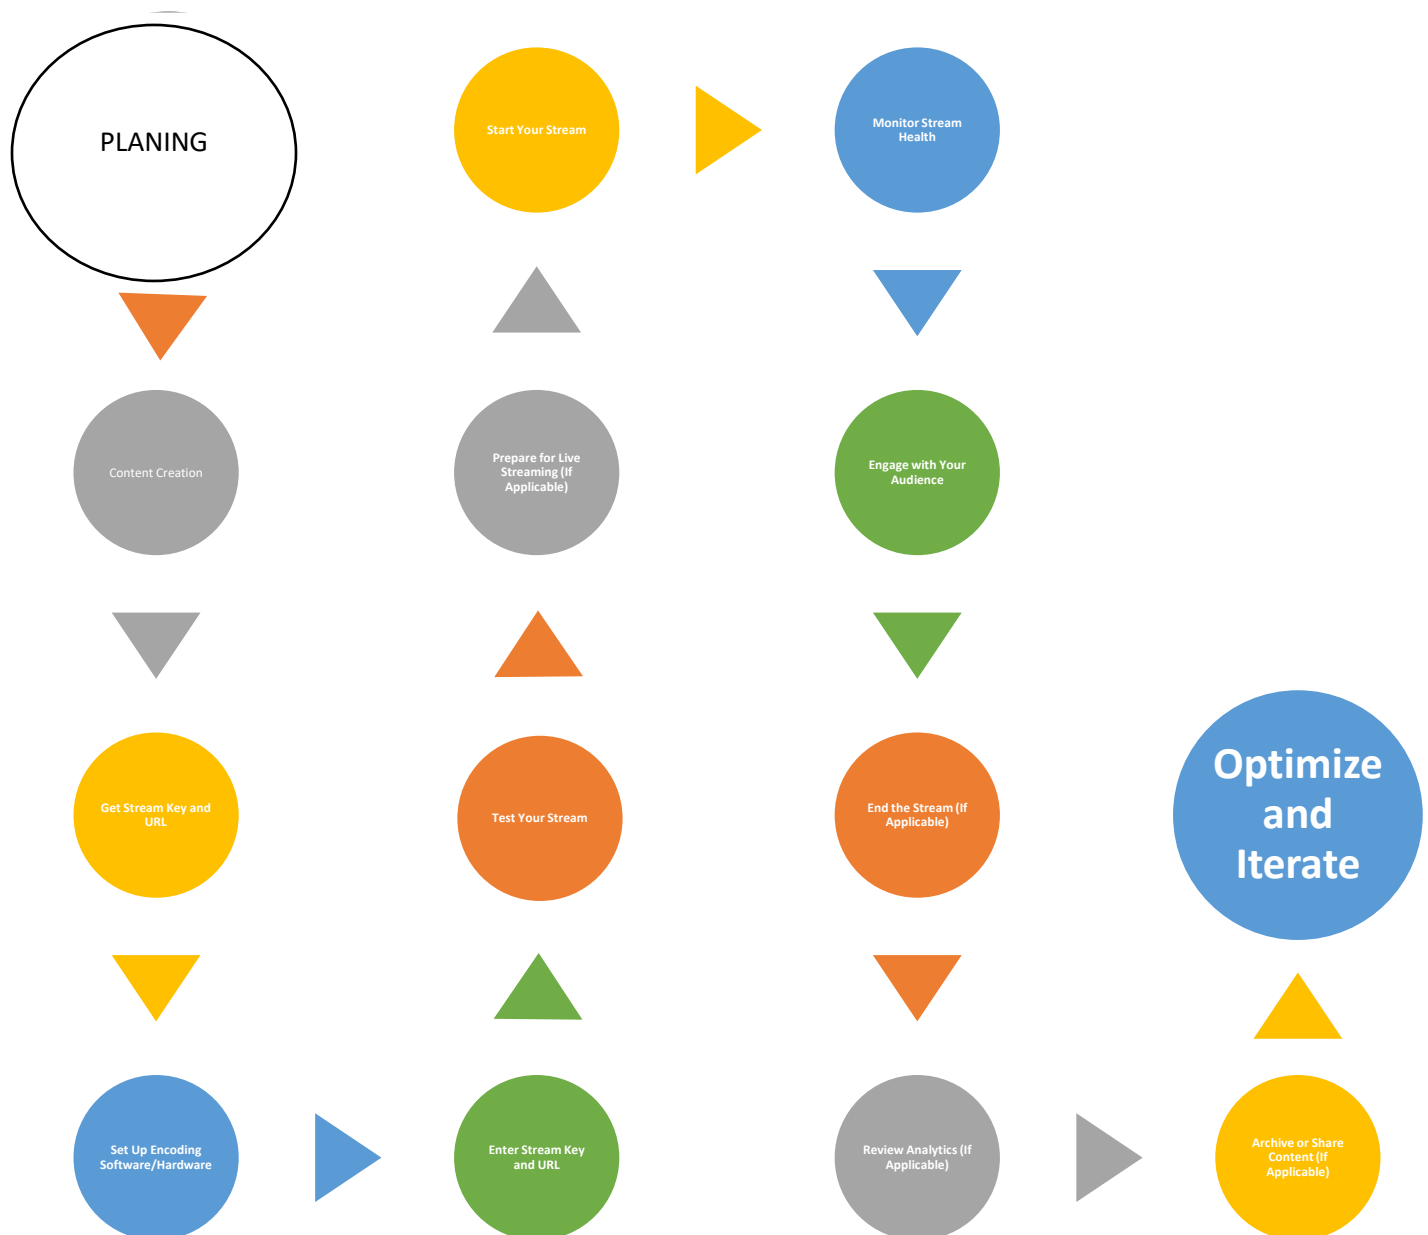 PLANING
Content Creation
Get Stream Key and
URL
Set Up Encoding
Software/Hardware
Enter Stream Key
and URL
Test Your Stream
Prepare for Live
Streaming (If
Applicable)
Start Your Stream
Monitor Stream
Health
Engage with Your
Audience
End the Stream (If
Applicable)
Review Analytics (If
Applicable)
Archive or Share
Content (If
Applicable)
Optimize
and
Iterate